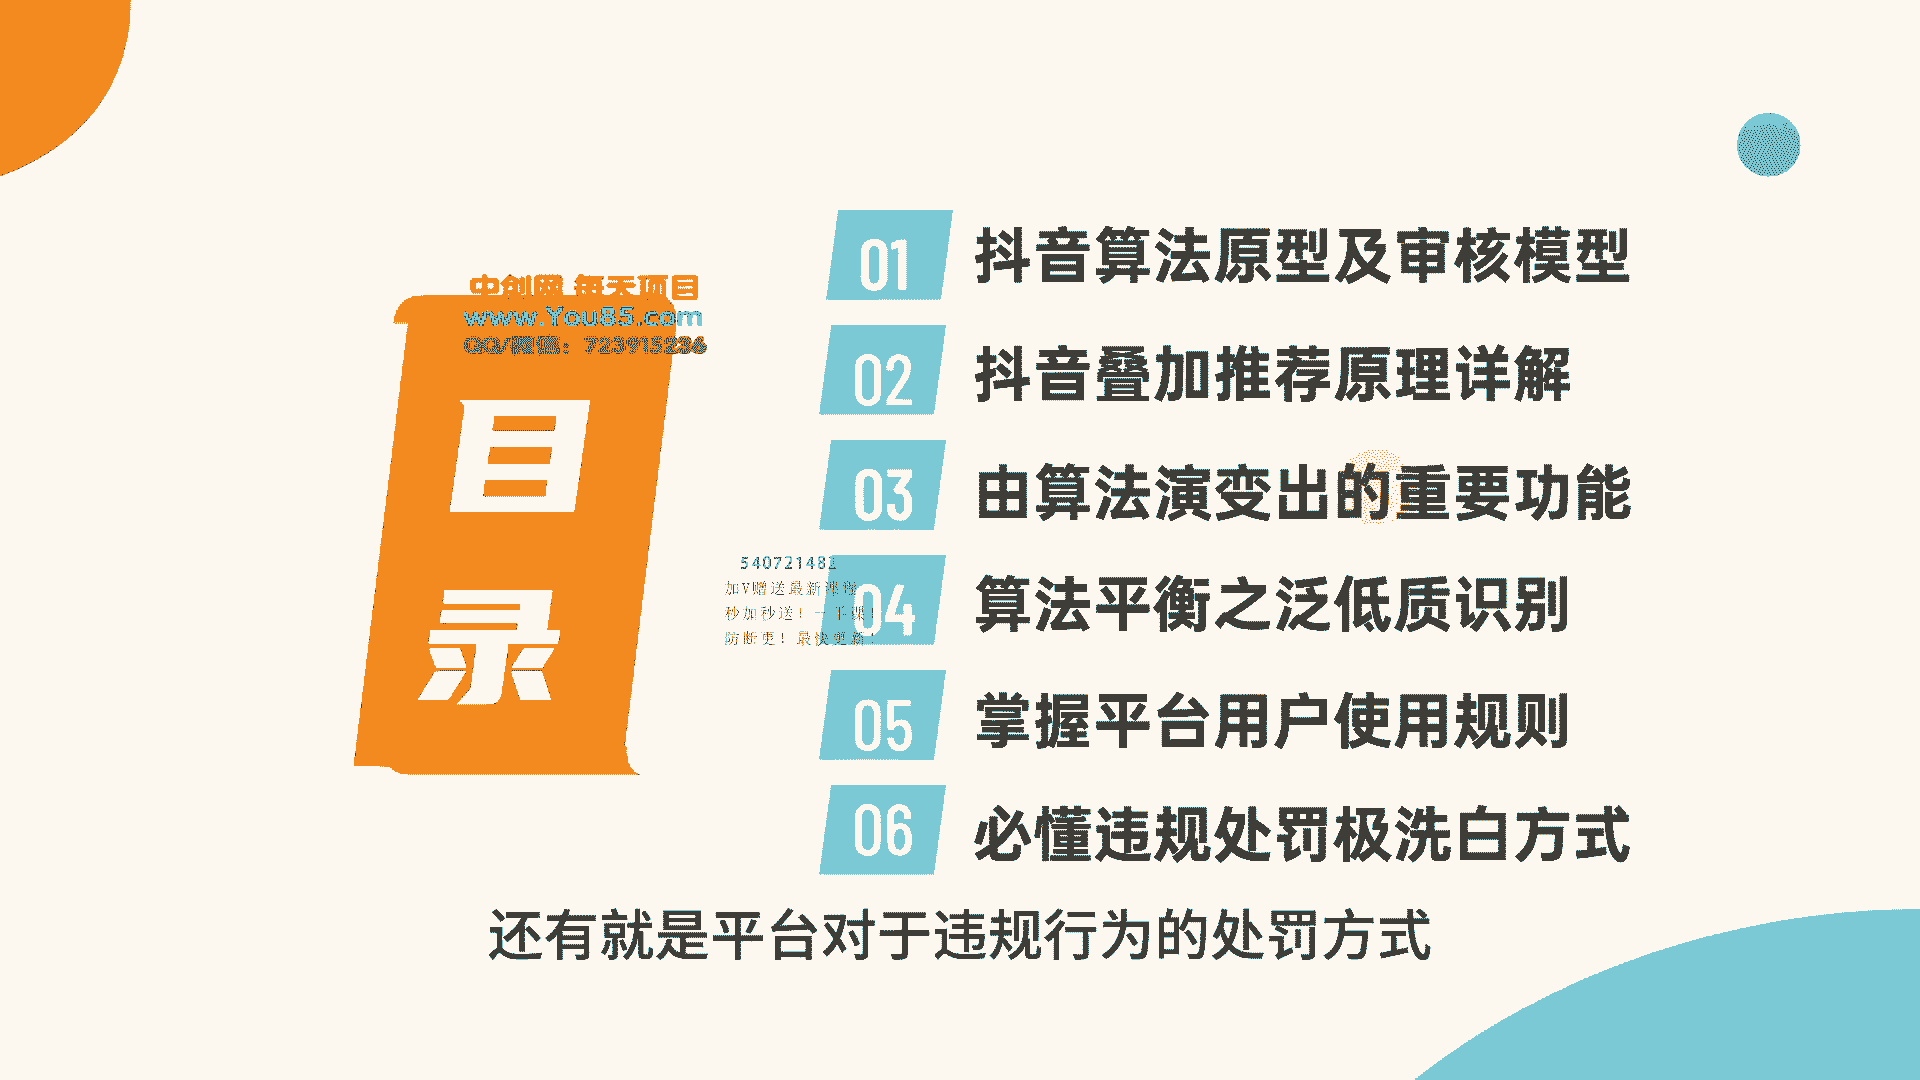 中创网 每天项目
www.You85.com
QQ/微信：723915236
目
录
01
抖音算法原型及审核模型
02
抖音叠加推荐原理详解
03
由算法演变出的重要功能
540721481
加V赠送最新课程
秒加秒送！一手课！
防断更！最快更新！
04
算法平衡之泛低质识别
05
掌握平台用户使用规则
06
必懂违规处罚极洗白方式
还有就是平台对于违规行为的处罚方式